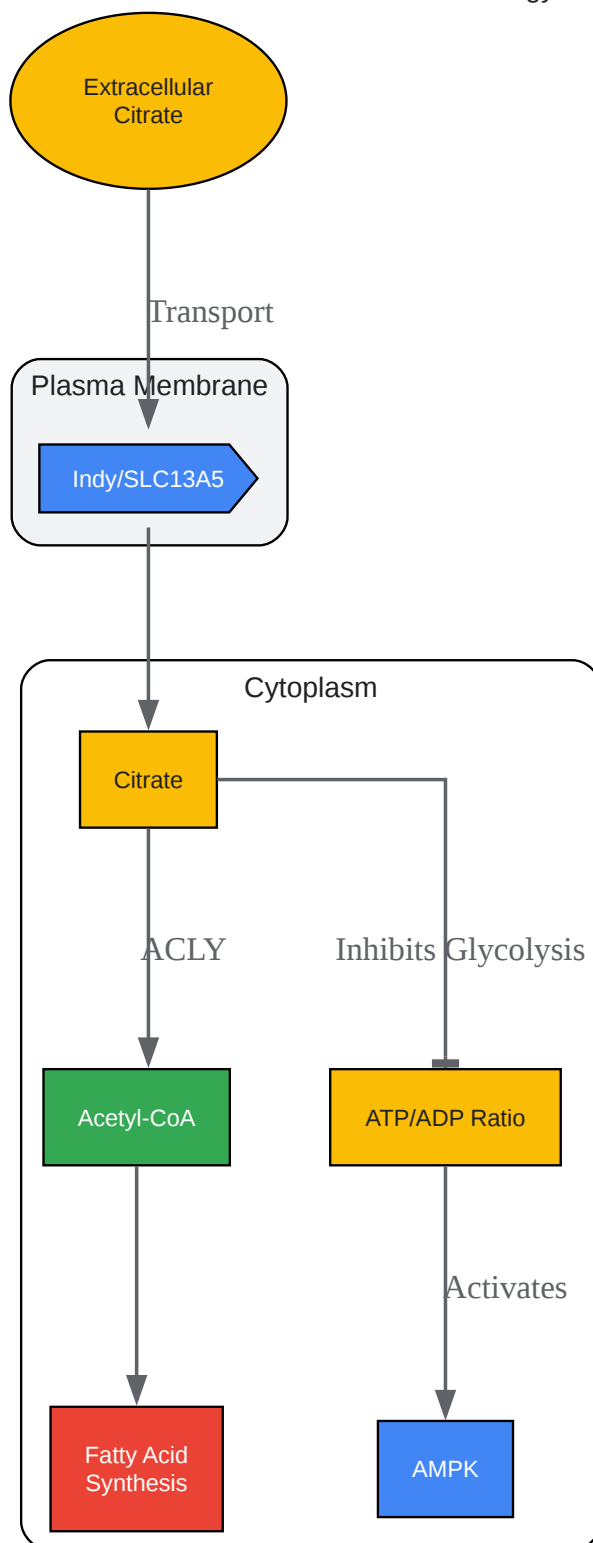 Extracellular
Citrate
Transport
Plasma Membrane
Indy/SLC13A5
Cytoplasm
Citrate
ACLY
Inhibits Glycolysis
Acetyl-CoA
ATP/ADP Ratio
Activates
Fatty Acid
Synthesis
AMPK